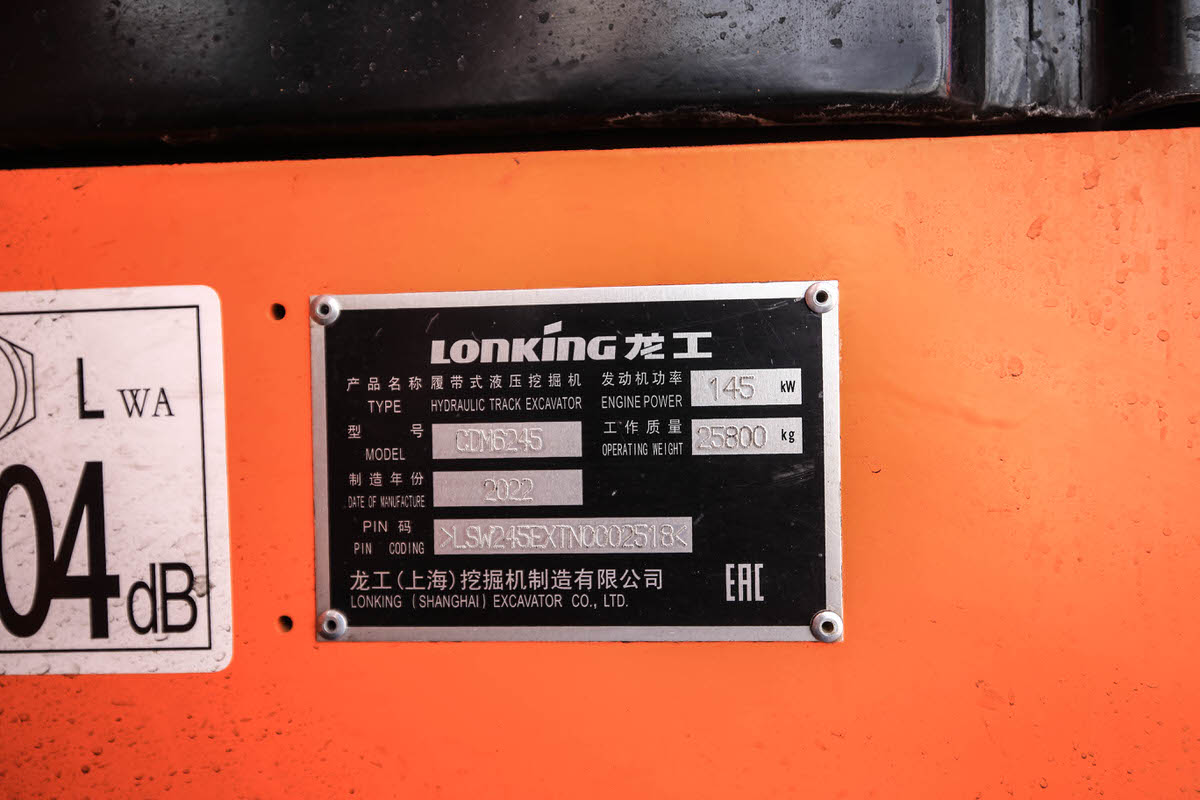 L WA
04 dB
LONKING 龙工
产品名称 履带式液压挖掘机 发动机功率 145 kW
TYPE HYDRAULIC TRACK EXCAVATOR ENGINE POWER
型号 CDM6245 工作质量 25800 kg
MODEL OPERATING WEIGHT
制造年份 2022
DATE OF MANUFACTURE
PIN 码 >LSW245EXTN0002518<
PIN CODING
龙工(上海)挖掘机制造有限公司
LONKING (SHANGHAI) EXCAVATOR CO., LTD.
EAC